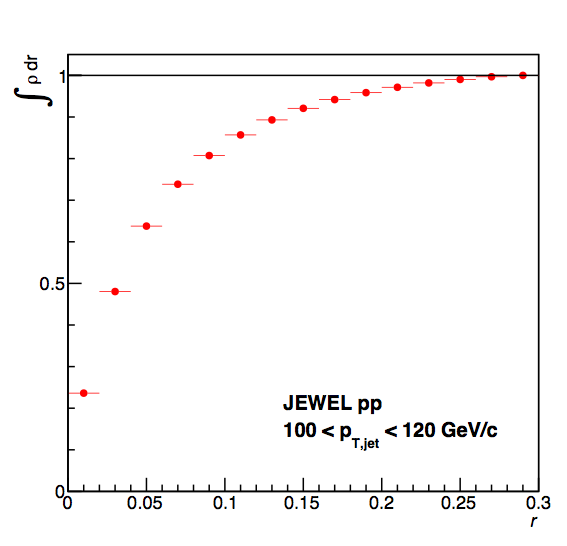 ∫ ρ dr
1
0.5
0
JEWEL pp
100 < p_T,jet < 120 GeV/c
0 0.05 0.1 0.15 0.2 0.25 0.3
r